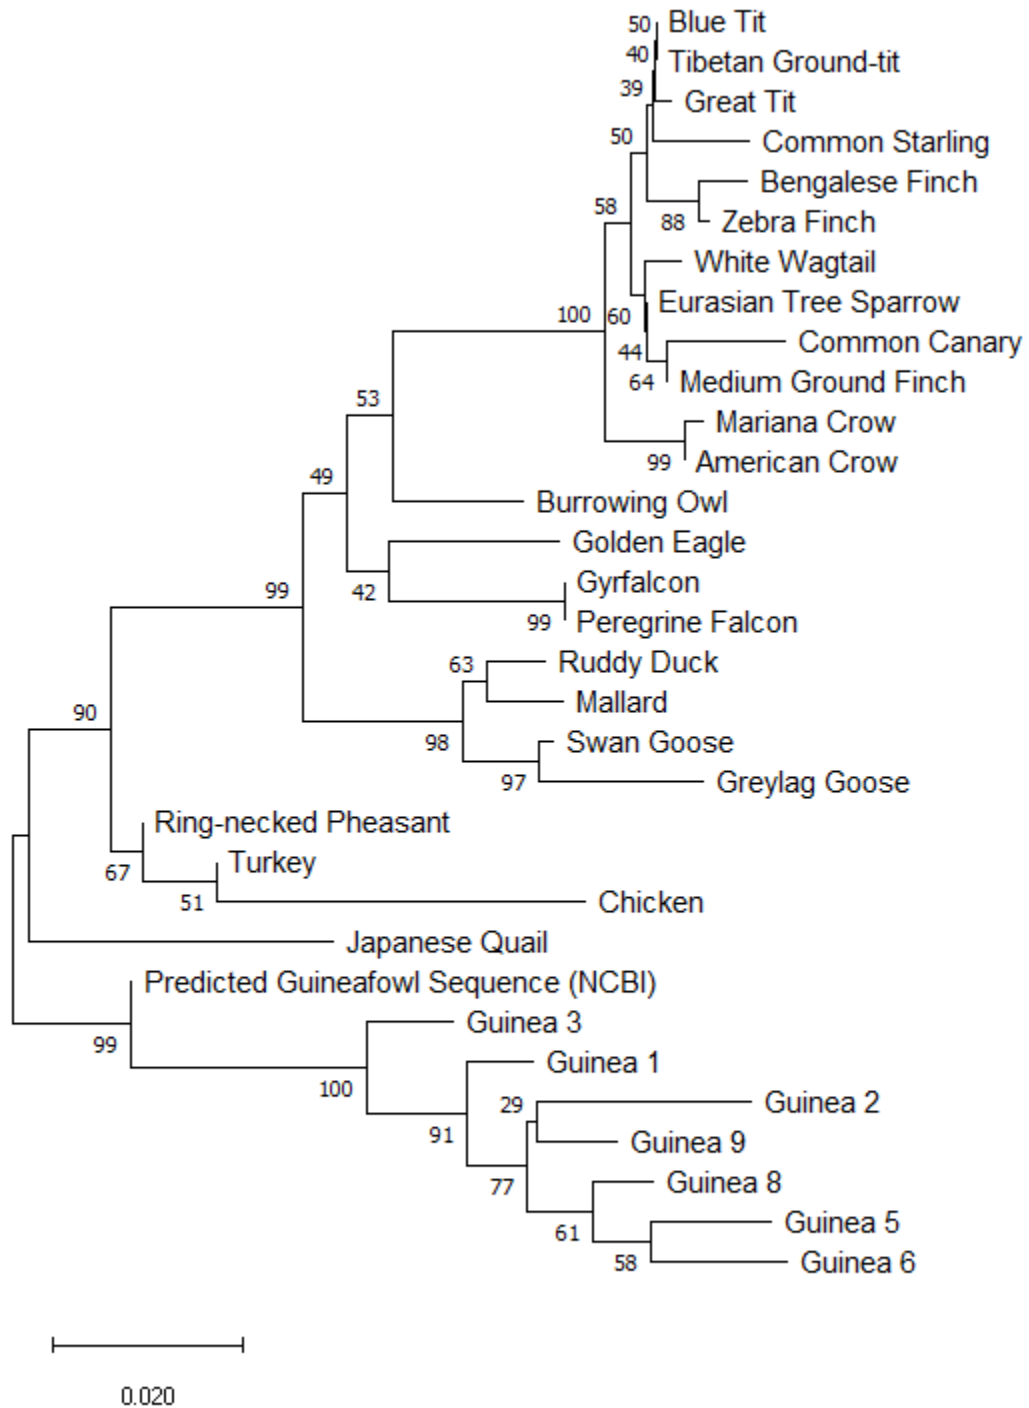 50 Blue Tit
40
Tibetan Ground-tit
39
Great Tit
50
Common Starling
Bengalese Finch
58
88 Zebra Finch
White Wagtail
Eurasian Tree Sparrow
100 60
Common Canary
44
64 Medium Ground Finch
53
Mariana Crow
99 American Crow
49
Burrowing Owl
Golden Eagle
99
42
Gyrfalcon
99 Peregrine Falcon
63 Ruddy Duck
Mallard
90
98
Swan Goose
97 Greylag Goose
Ring-necked Pheasant
67
Turkey
51 Chicken
Japanese Quail
Predicted Guineafowl Sequence (NCBI)
99
Guinea 3
100
Guinea 1
29 Guinea 2
91
Guinea 9
77
Guinea 8
61
Guinea 5
58 Guinea 6
0.020